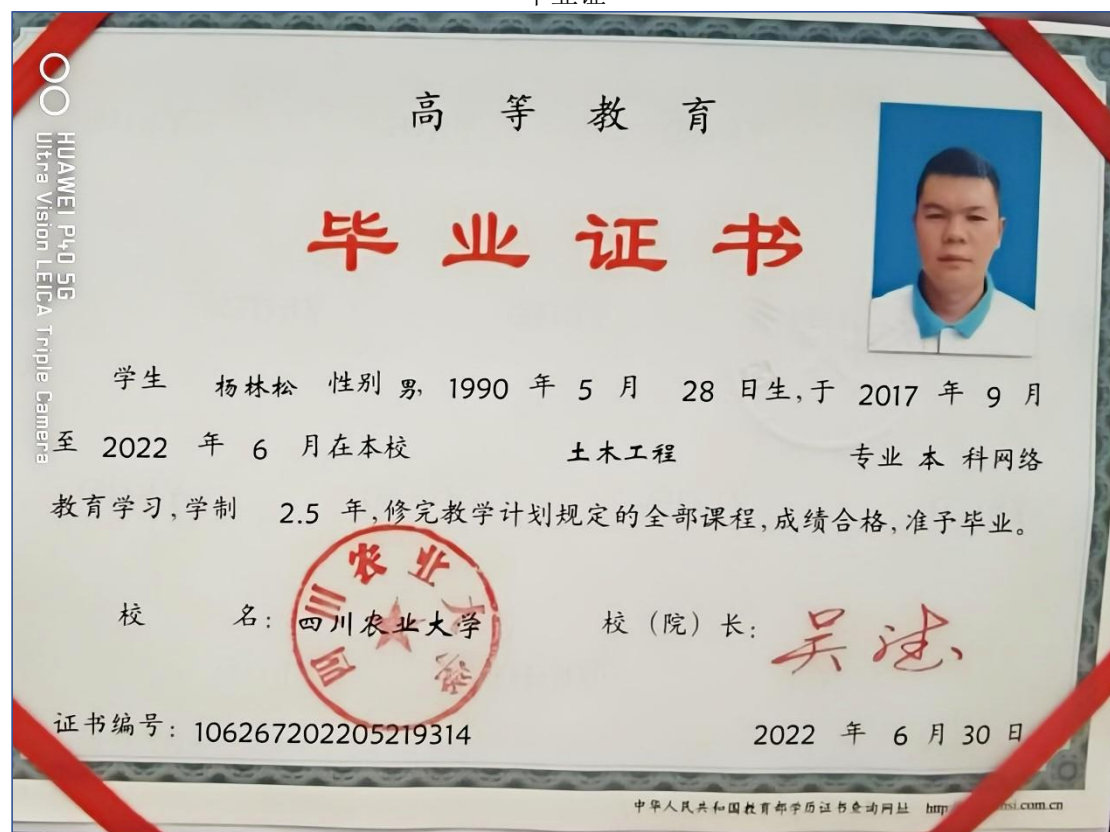 毕业证
HUAWEI P40 5G
Ultra Vision LEICA Triple Camera
高等教育
毕业证书
学生 杨林松 性别 男, 1990 年 5 月 28 日生,于 2017 年 9 月
至 2022 年 6 月在本校 土木工程 专业 本 科网络
教育学习,学制 2.5 年,修完教学计划规定的全部课程,成绩合格,准予毕业。
校 名: 四川农业大学 校(院)长: 吴德
四川农业大学
证书编号: 106267202205219314 2022 年 6 月 30 日
中华人民共和国教育部学历证书查询网址 http si.com.cn